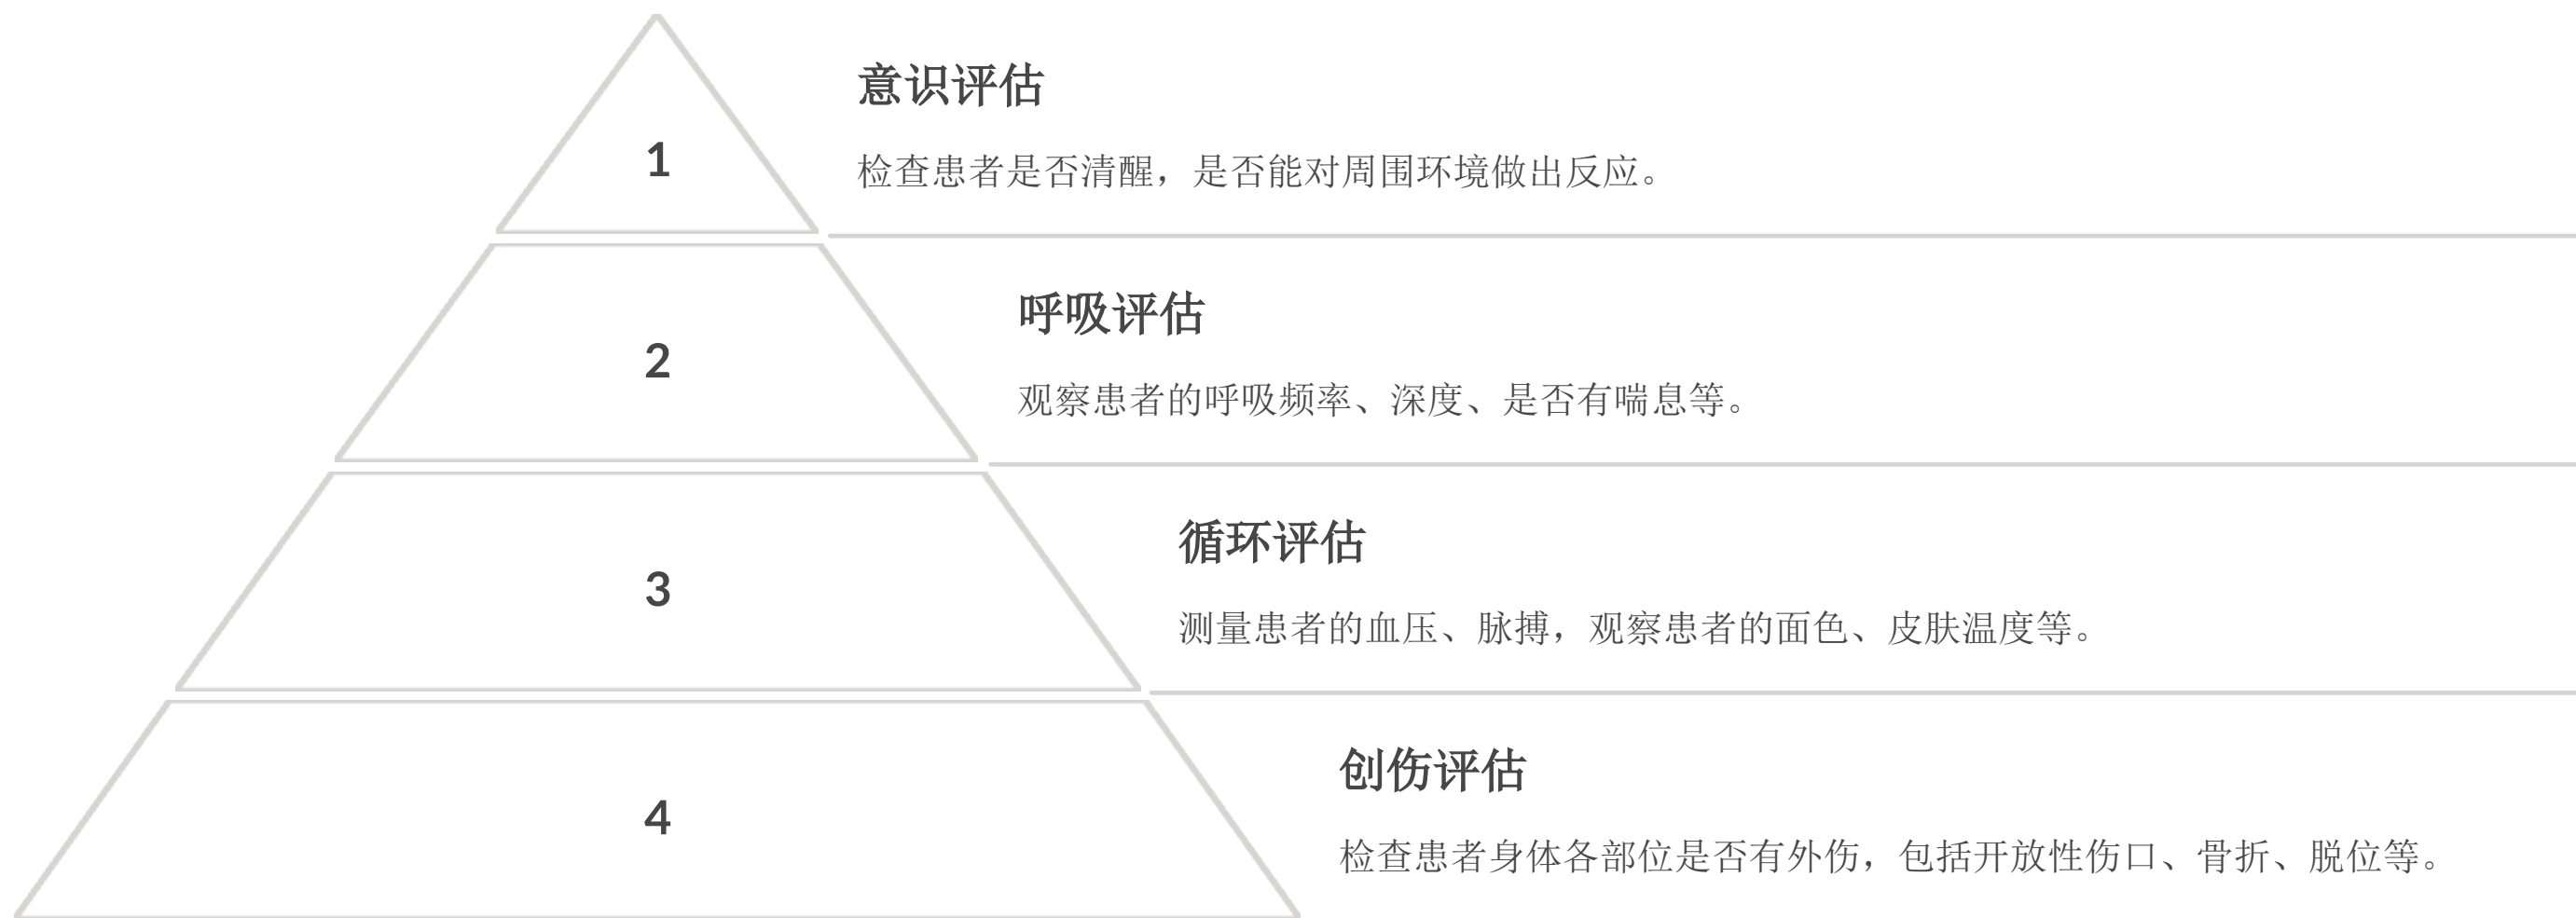 意识评估
1
检查患者是否清醒，是否能对周围环境做出反应。
呼吸评估
2
观察患者的呼吸频率、深度、是否有喘息等。
循环评估
3
测量患者的血压、脉搏，观察患者的面色、皮肤温度等。
创伤评估
4
检查患者身体各部位是否有外伤，包括开放性伤口、骨折、脱位等。